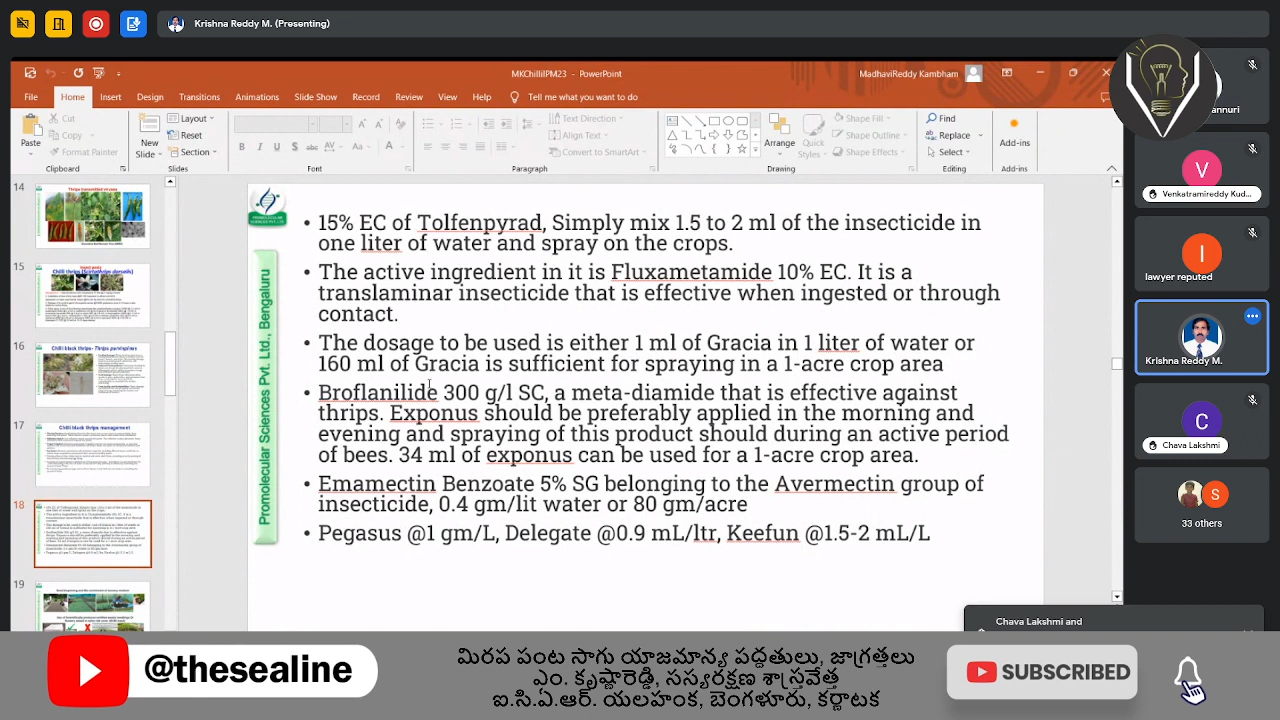 Krishna Reddy M. (Presenting)
MKChilliIPM23 - PowerPoint
MadhaviReddy Kambham
File Home Insert Design Transitions Animations Slide Show Record Review View Help Tell me what you want to do
Paste
Cut
Copy
Format Painter
Clipboard
New
Slide
Layout
Reset
Section
Slides
Font
Text Direction
Align Text
Convert to SmartArt
Paragraph
Arrange
Quick
Styles
Shape Fill
Shape Outline
Shape Effects
Drawing
Find
Replace
Select
Editing
Add-ins
Add-ins
14
Thrips transmitted viruses
15
Chilli thrips (Scirtothrips dorsalis)
16
Chilli black thrips- Thrips parvispinus
17
Chilli black thrips management
18
19
Promolecular Sciences Pvt. Ltd., Bengaluru
• 15% EC of Tolfenpyrad, Simply mix 1.5 to 2 ml of the insecticide in
one liter of water and spray on the crops.
• The active ingredient in it is Fluxametamide 10% EC. It is a
translaminar insecticide that is effective when ingested or through
contact.
• The dosage to be used is either 1 ml of Gracia in 1 liter of water or
160 ml of Gracia is sufficient for spraying in a 1-acre crop area
• Broflanilide 300 g/l SC, a meta-diamide that is effective against
thrips. Exponus should be preferably applied in the morning and
evening and spraying of this product should during an active period
of bees. 34 ml of exponus can be used for a 1-acre crop area.
• Emamectin Benzoate 5% SG belonging to the Avermectin group of
insecticide, 0.4 gm/lit water or 80 gm/acre
• Pegasus @1 gm/L, Delegate @0.9 mL/ltr, Keefun @1.5-2 mL/L
annuri
V
Venkatramireddy Kud...
I
lawyer reputed
Krishna Reddy M.
C
Chava Lakshmi
S
35 others
Chava Lakshmi and
@thesealine
మిరప పంట సాగు యాజమాన్య పద్ధతులు, జాగ్రత్తలు
ఎం. కృష్ణారెడ్డి, సస్యరక్షణ శాస్త్రవేత్త
ఐ.సి.ఏ.ఆర్. యలహంక, బెంగళూరు, కర్ణాటక
SUBSCRIBED